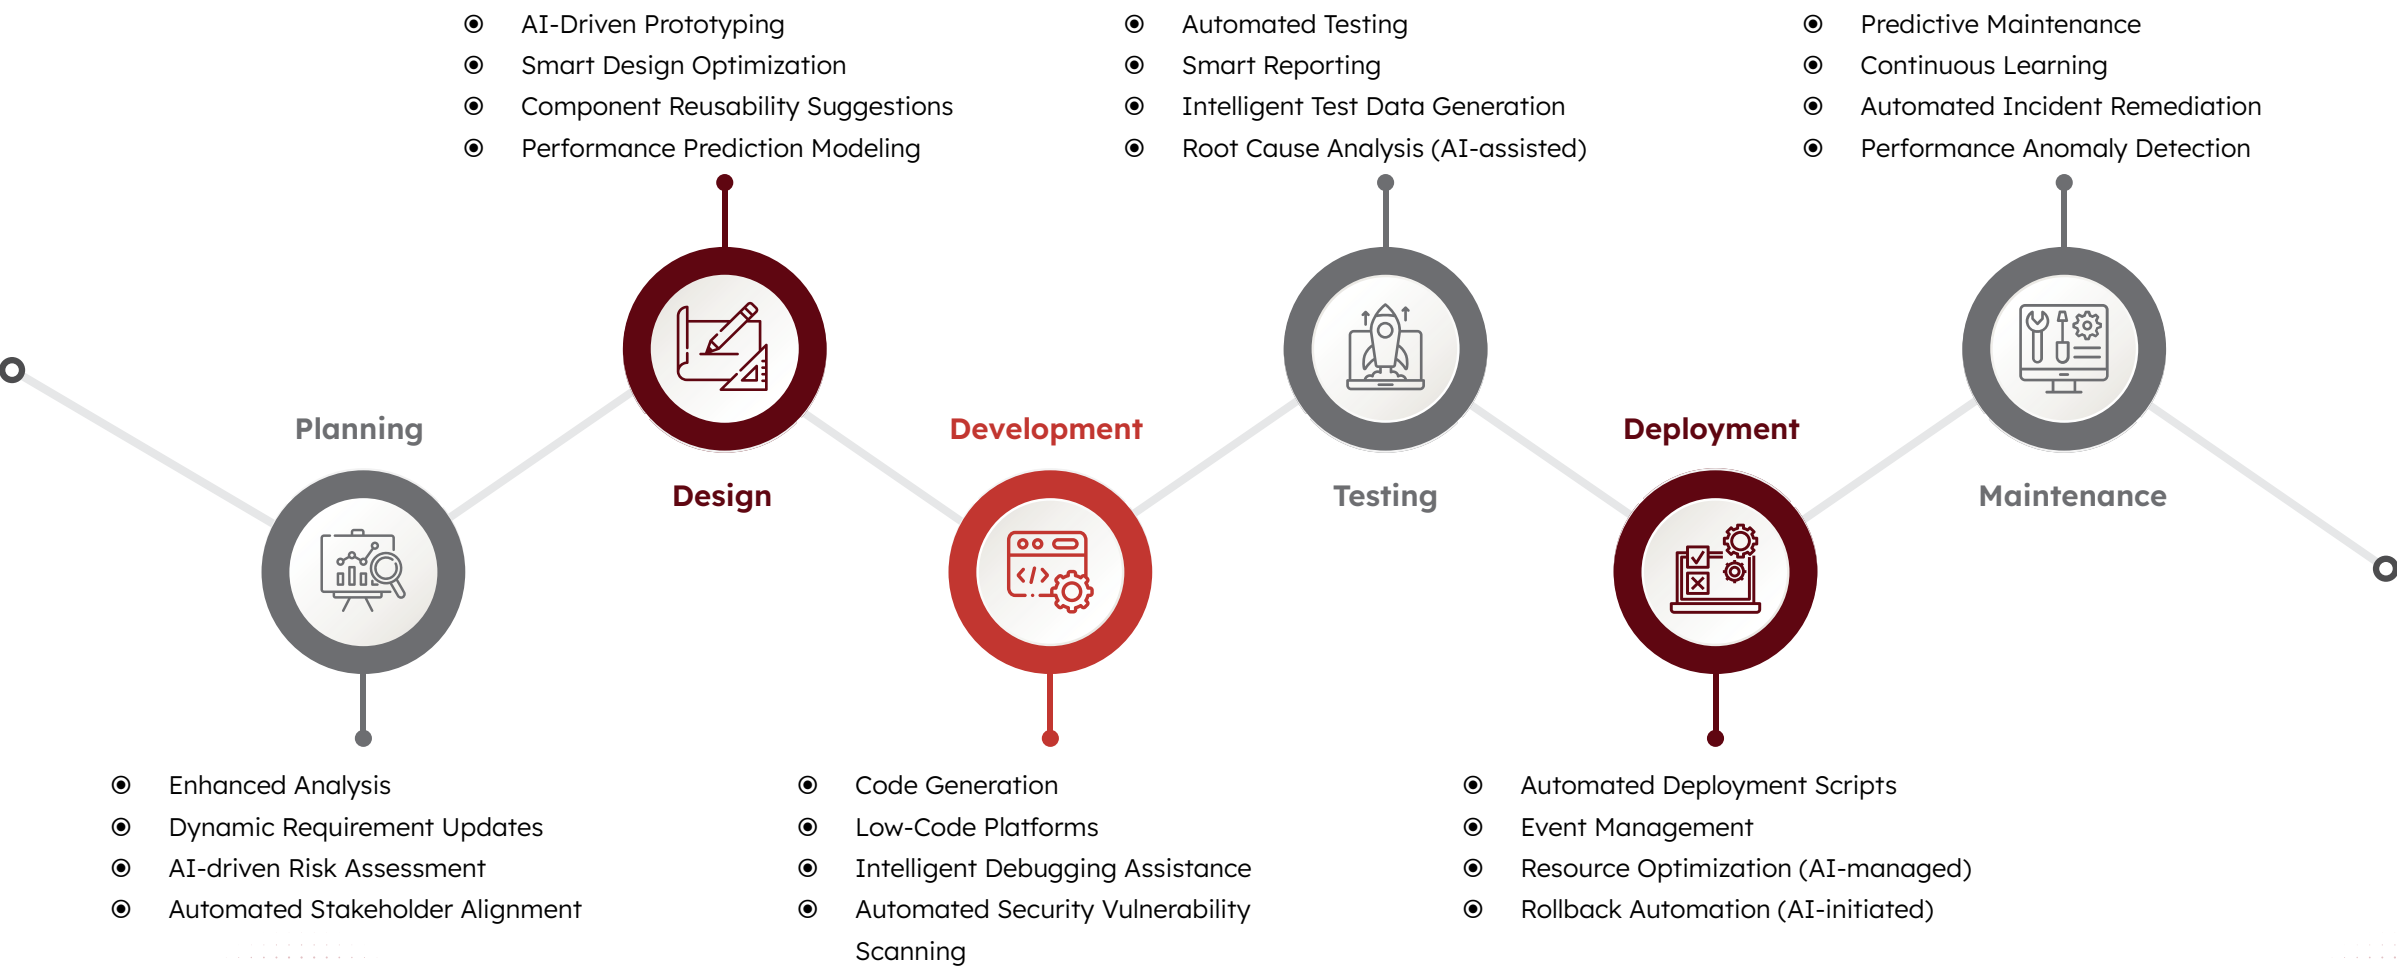 AI-Driven Prototyping
Smart Design Optimization
Component Reusability Suggestions
Performance Prediction Modeling
Automated Testing
Smart Reporting
Intelligent Test Data Generation
Root Cause Analysis (AI-assisted)
Predictive Maintenance
Continuous Learning
Automated Incident Remediation
Performance Anomaly Detection
Planning
Design
Development
Testing
Deployment
Maintenance
Enhanced Analysis
Dynamic Requirement Updates
AI-driven Risk Assessment
Automated Stakeholder Alignment
Code Generation
Low-Code Platforms
Intelligent Debugging Assistance
Automated Security Vulnerability
Scanning
Automated Deployment Scripts
Event Management
Resource Optimization (AI-managed)
Rollback Automation (AI-initiated)